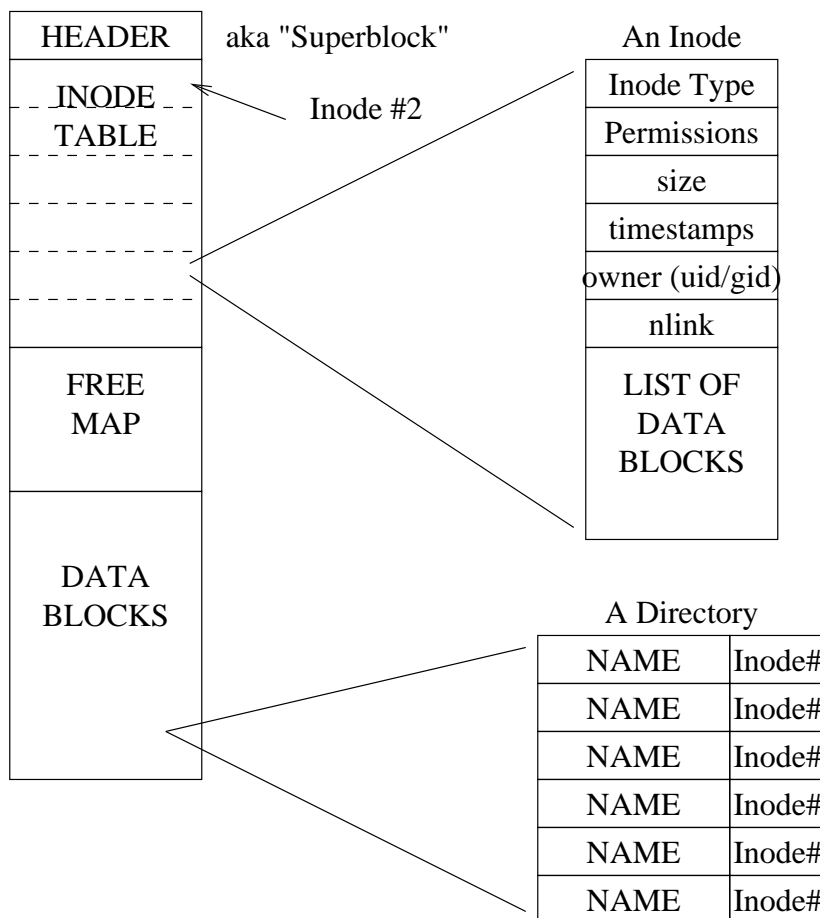 HEADER
aka "Superblock"
INODE
TABLE
Inode #2
FREE
MAP
DATA
BLOCKS
An Inode
Inode Type
Permissions
size
timestamps
owner (uid/gid)
nlink
LIST OF
DATA
BLOCKS
A Directory
NAME Inode#
NAME Inode#
NAME Inode#
NAME Inode#
NAME Inode#
NAME Inode#